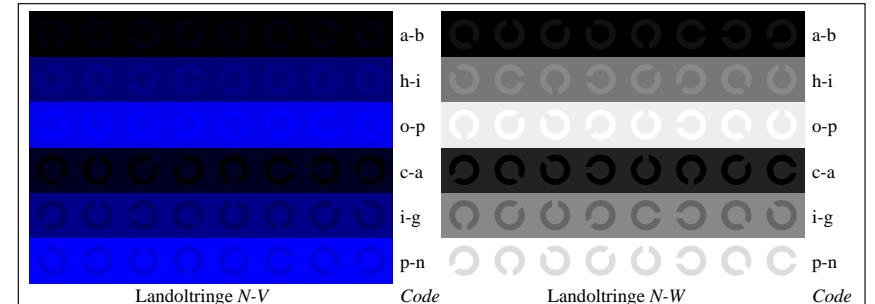 a-b a-b
h-i h-i
o-p o-p
c-a c-a
i-g i-g
p-n p-n
Landoltringe N-V Code Landoltringe N-W Code